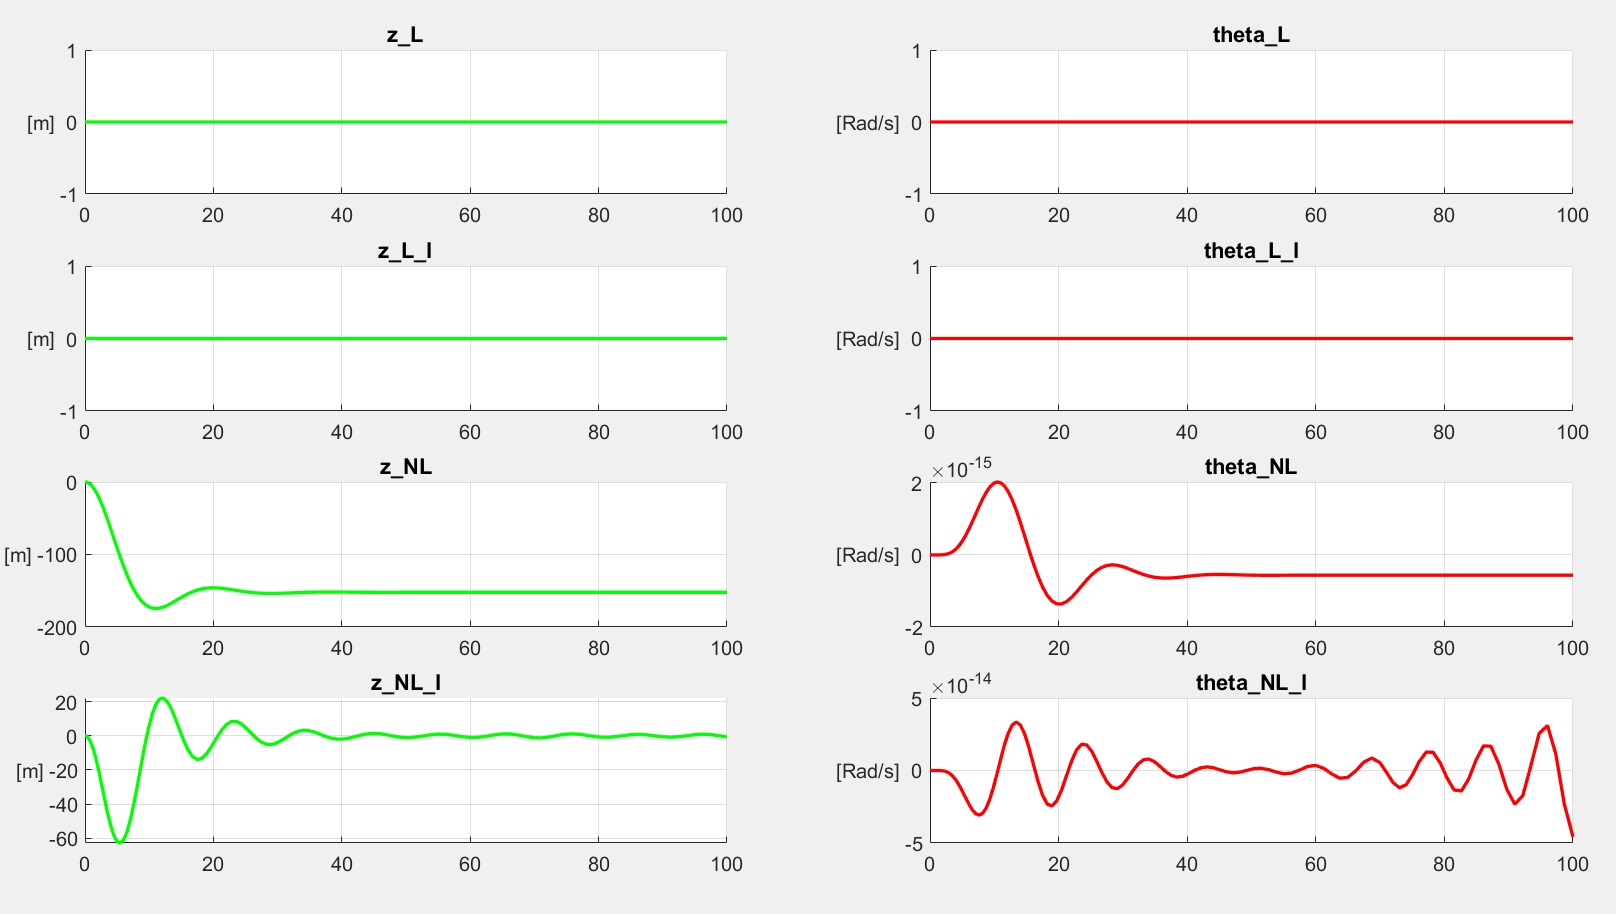 z_L
1
[m] 0
-1
0 20 40 60 80 100
theta_L
1
[Rad/s] 0
-1
0 20 40 60 80 100
z_L_I
1
[m] 0
-1
0 20 40 60 80 100
theta_L_I
1
[Rad/s] 0
-1
0 20 40 60 80 100
z_NL
0
[m] -100
-200
0 20 40 60 80 100
×10⁻¹⁵
theta_NL
2
[Rad/s] 0
-2
0 20 40 60 80 100
z_NL_I
20
0
[m] -20
-40
-60
0 20 40 60 80 100
×10⁻¹⁴
theta_NL_I
5
[Rad/s] 0
-5
0 20 40 60 80 100